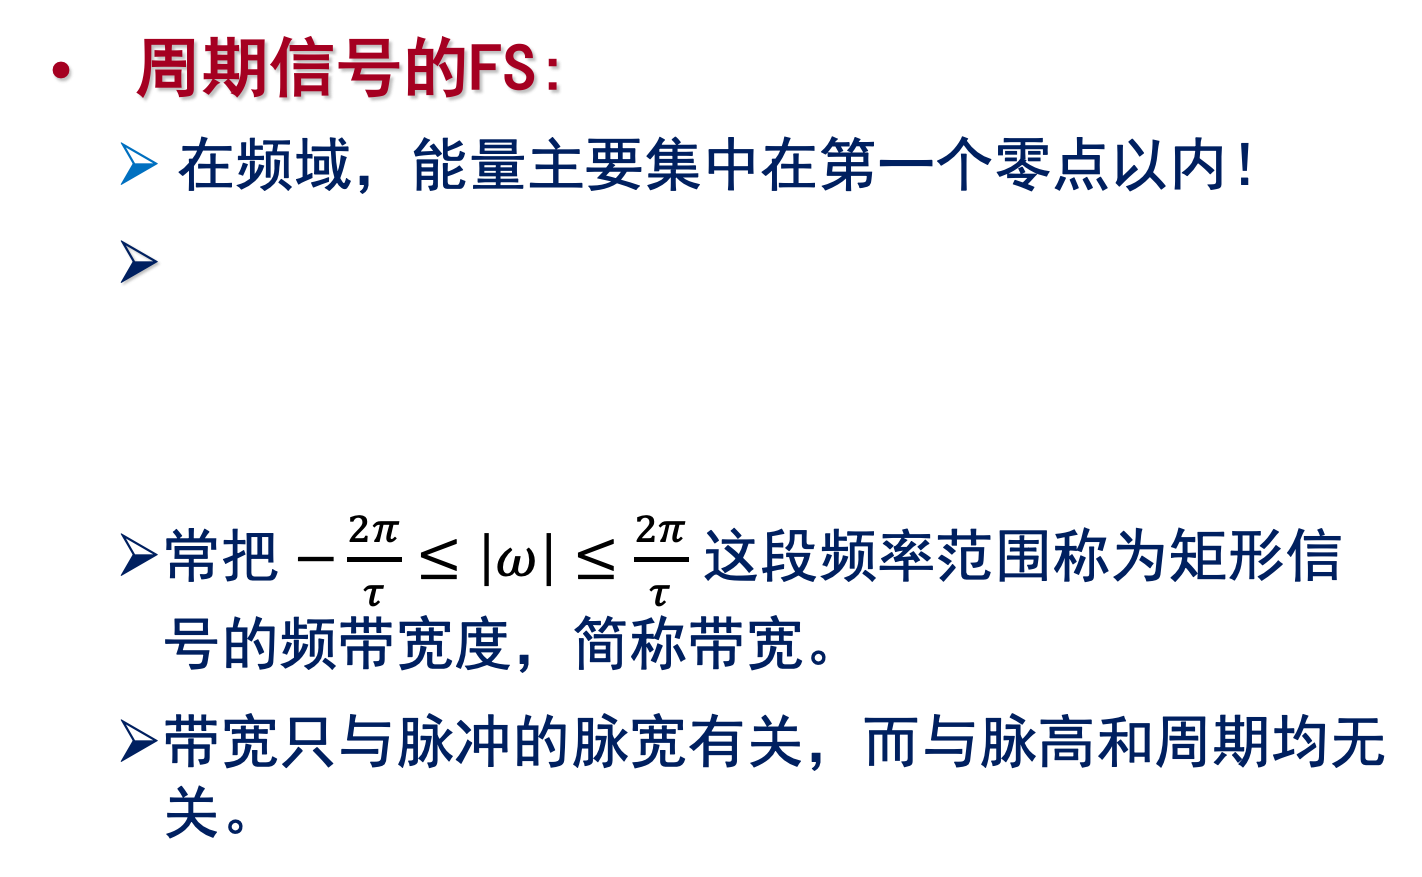 • 周期信号的FS:
➢ 在频域，能量主要集中在第一个零点以内！
➢
➢常把 −2π/τ ≤ |ω| ≤ 2π/τ 这段频率范围称为矩形信
号的频带宽度，简称带宽。
➢带宽只与脉冲的脉宽有关，而与脉高和周期均无
关。